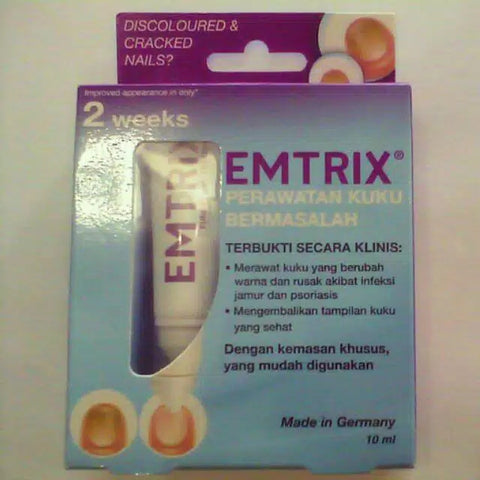 DISCOLOURED &
CRACKED
NAILS?
Improved appearance in only*
2 weeks
EMTRIX
EMTRIX®
PERAWATAN KUKU
BERMASALAH
TERBUKTI SECARA KLINIS:
• Merawat kuku yang berubah
warna dan rusak akibat infeksi
jamur dan psoriasis
• Mengembalikan tampilan kuku
yang sehat
Dengan kemasan khusus,
yang mudah digunakan
Made in Germany
10 ml